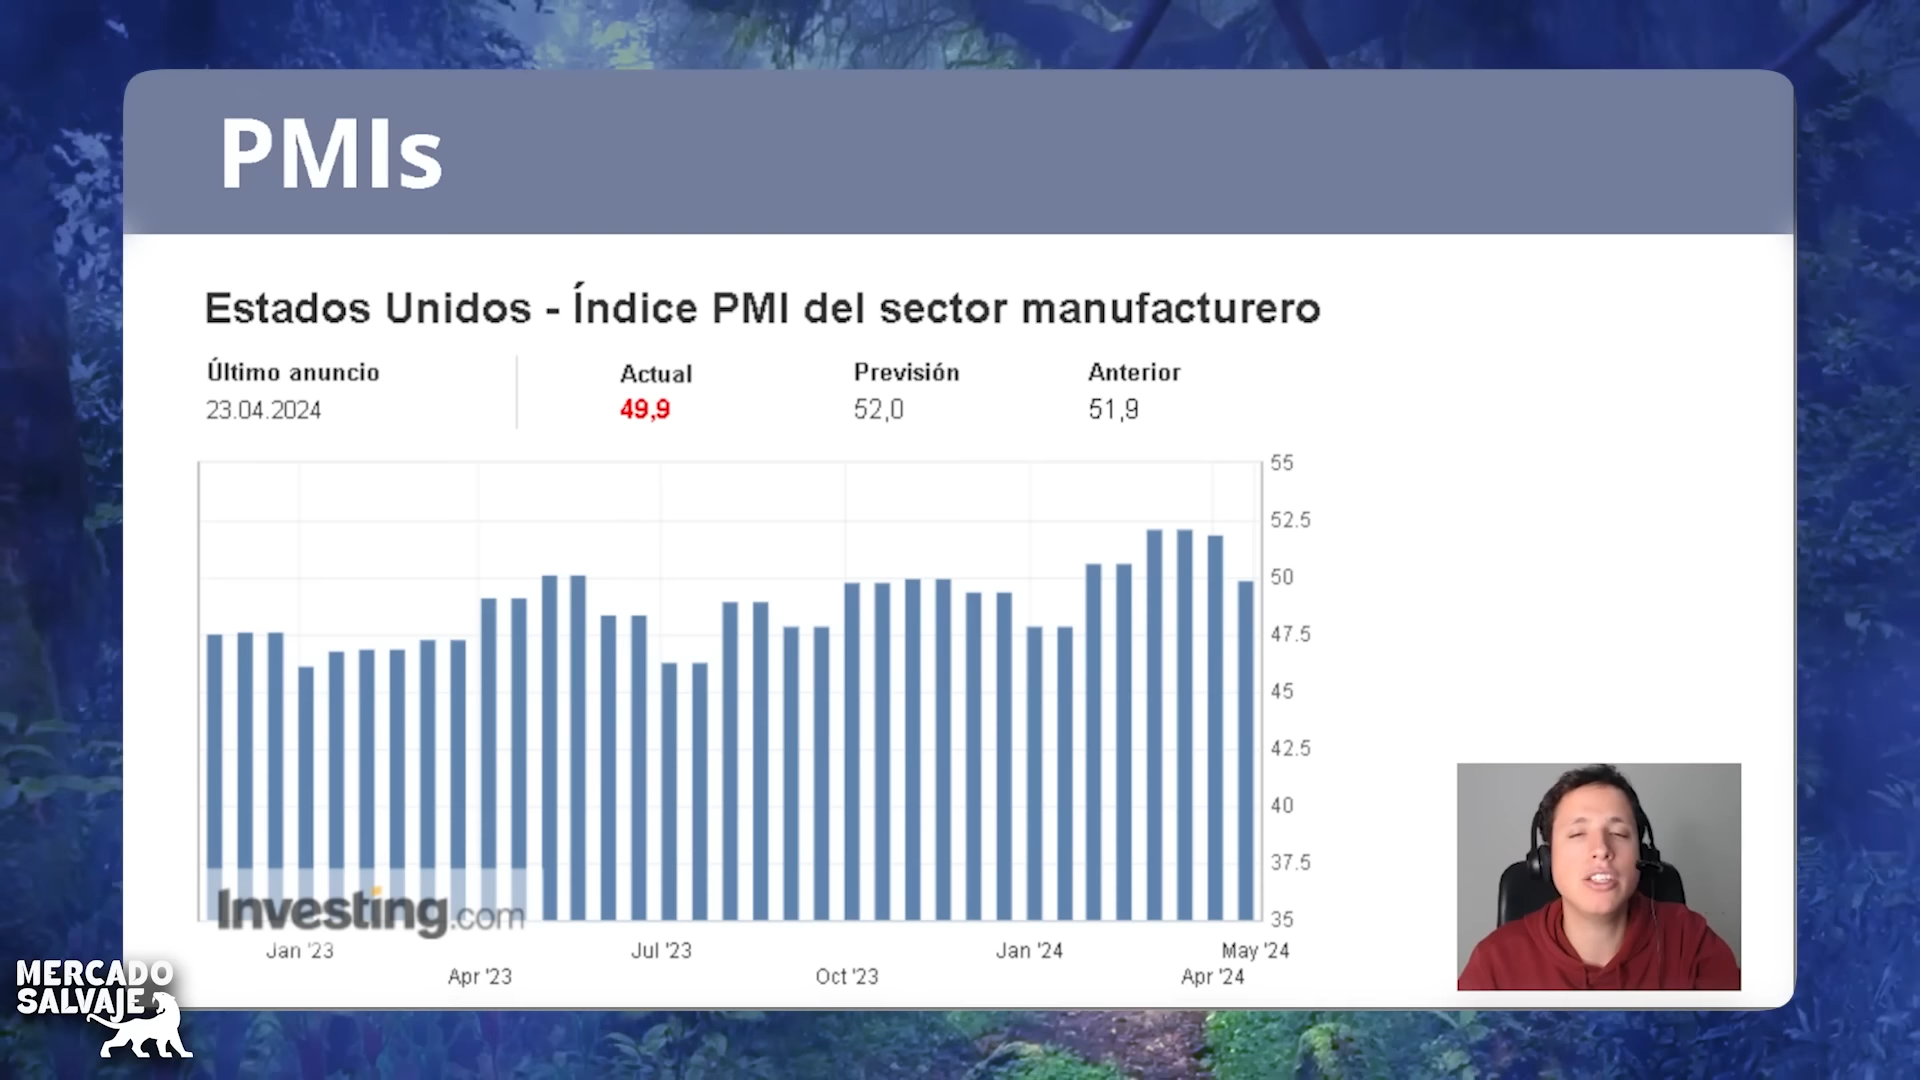 PMIs
Estados Unidos - Índice PMI del sector manufacturero
Último anuncio
23.04.2024
Actual
49,9
Previsión
52,0
Anterior
51,9
55
52.5
50
47.5
45
42.5
40
37.5
35
Investing.com
Jan '23
Apr '23
Jul '23
Oct '23
Jan '24
Apr '24
May '24
MERCADO
SALVAJE